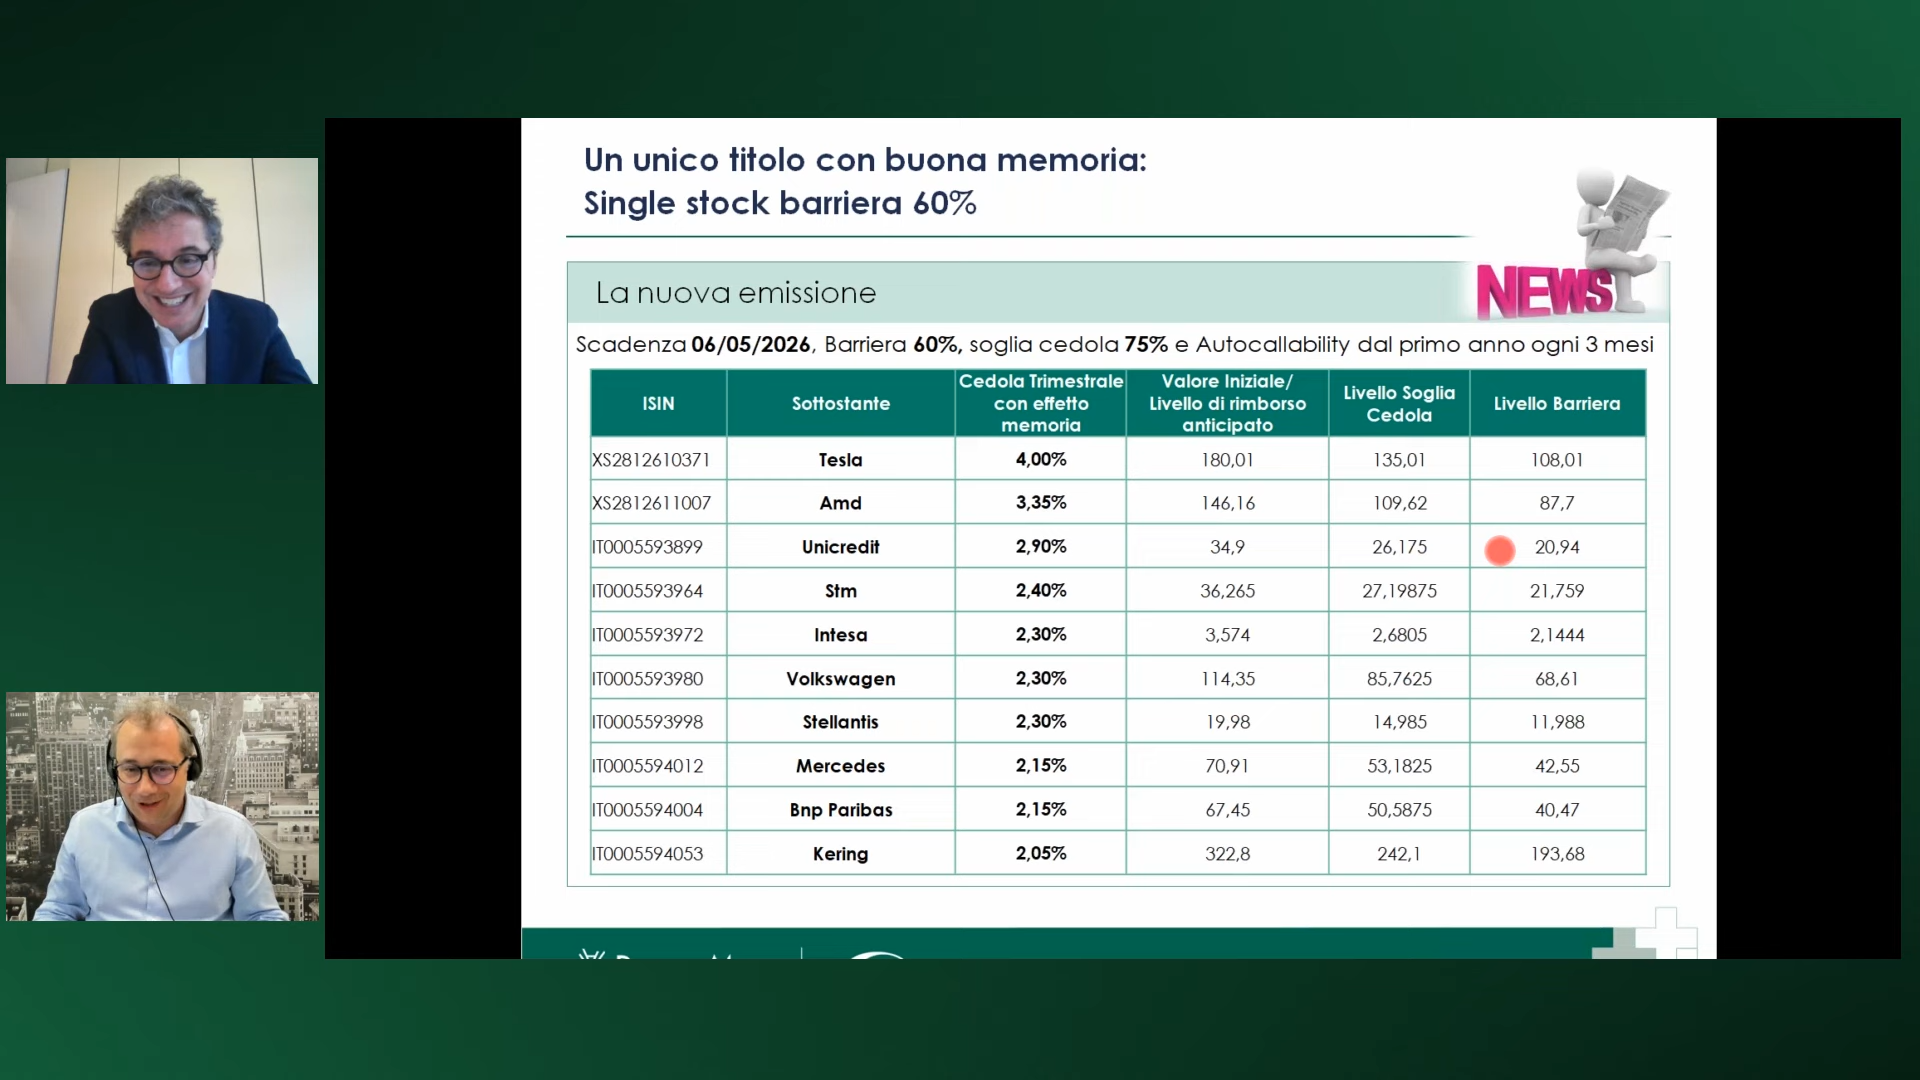 Un unico titolo con buona memoria:
Single stock barriera 60%
NEWS
La nuova emissione
Scadenza 06/05/2026, Barriera 60%, soglia cedola 75% e Autocallability dal primo anno ogni 3 mesi
ISIN Sottostante Cedola Trimestrale con effetto memoria Valore Iniziale/ Livello di rimborso anticipato Livello Soglia Cedola Livello Barriera
XS2812610371 Tesla 4,00% 180,01 135,01 108,01
XS2812611007 Amd 3,35% 146,16 109,62 87,7
IT0005593899 Unicredit 2,90% 34,9 26,175 20,94
IT0005593964 Stm 2,40% 36,265 27,19875 21,759
IT0005593972 Intesa 2,30% 3,574 2,6805 2,1444
IT0005593980 Volkswagen 2,30% 114,35 85,7625 68,61
IT0005593998 Stellantis 2,30% 19,98 14,985 11,988
IT0005594012 Mercedes 2,15% 70,91 53,1825 42,55
IT0005594004 Bnp Paribas 2,15% 67,45 50,5875 40,47
IT0005594053 Kering 2,05% 322,8 242,1 193,68